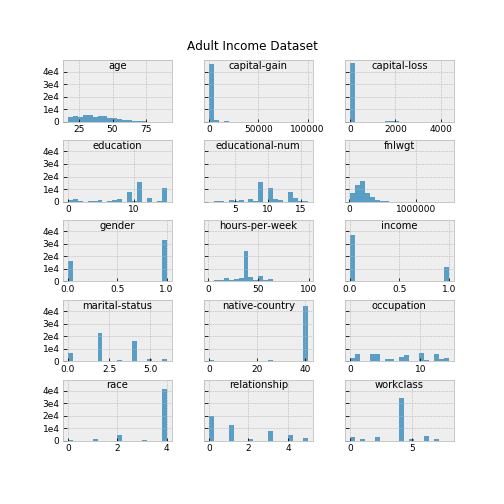 Adult Income Dataset
age capital-gain capital-loss
4e4
3e4
2e4
1e4
0
25 50 75 0 50000 100000 0 2000 4000
education educational-num fnlwgt
4e4
3e4
2e4
1e4
0
0 10 5 10 15 0 1000000
gender hours-per-week income
4e4
3e4
2e4
1e4
0
0.0 0.5 1.0 0 50 100 0.0 0.5 1.0
marital-status native-country occupation
4e4
3e4
2e4
1e4
0
0.0 2.5 5.0 0 20 40 0 10
race relationship workclass
4e4
3e4
2e4
1e4
0
0 2 4 0 2 4 0 5